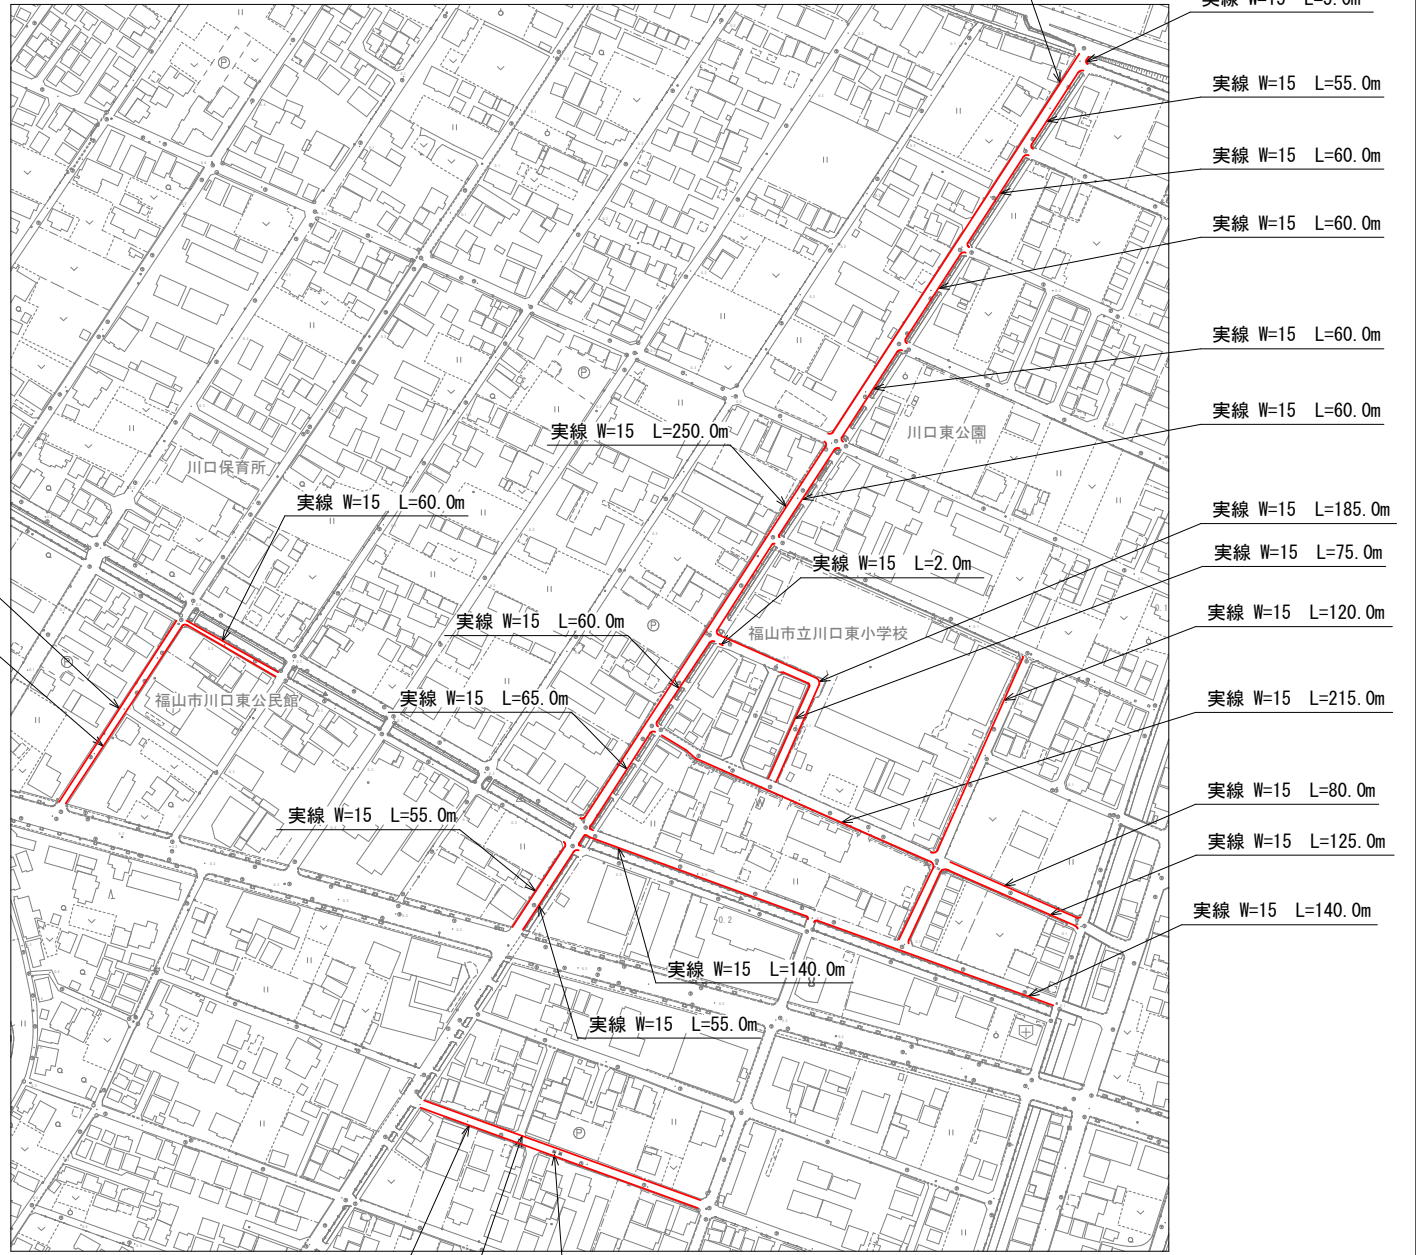 実線 W=15 L=55.0m
実線 W=15 L=60.0m
実線 W=15 L=60.0m
実線 W=15 L=60.0m
実線 W=15 L=60.0m
川口東公園
実線 W=15 L=250.0m
川口保育所
実線 W=15 L=60.0m
実線 W=15 L=185.0m
実線 W=15 L=75.0m
実線 W=15 L=2.0m
実線 W=15 L=120.0m
実線 W=15 L=60.0m
福山市立川口東小学校
福山市川口東公民館
実線 W=15 L=65.0m
実線 W=15 L=215.0m
実線 W=15 L=80.0m
実線 W=15 L=55.0m
実線 W=15 L=125.0m
実線 W=15 L=140.0m
実線 W=15 L=140.0m
実線 W=15 L=55.0m